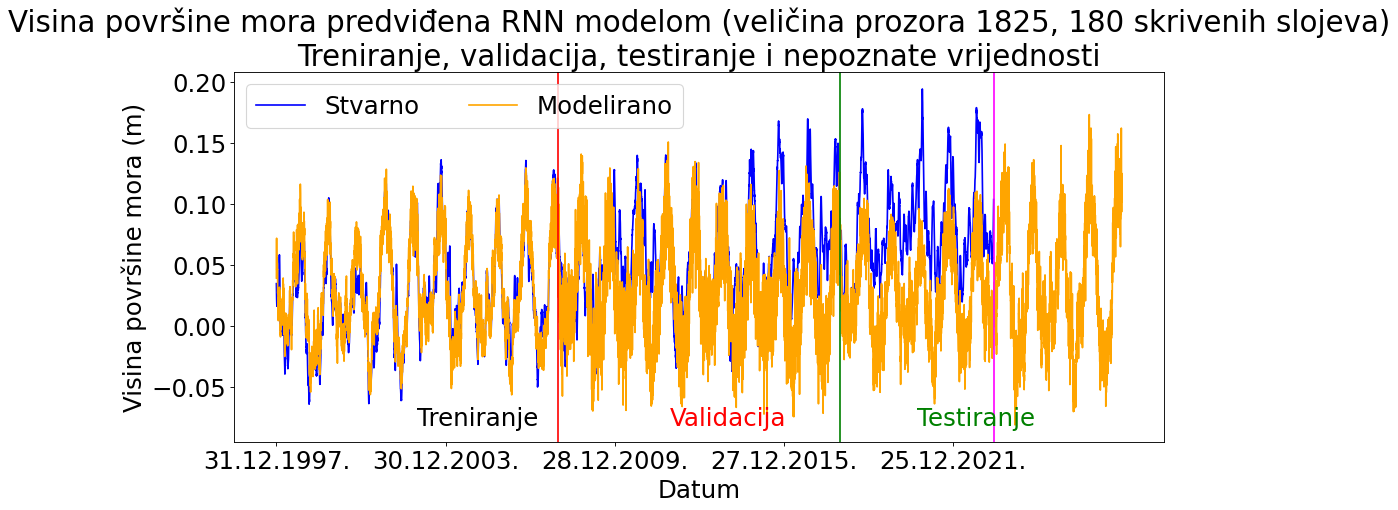 Visina površine mora predviđena RNN modelom (veličina prozora 1825, 180 skrivenih slojeva)
Treniranje, validacija, testiranje i nepoznate vrijednosti
Stvarno
Modelirano
Visina površine mora (m)
0.20
0.15
0.10
0.05
0.00
−0.05
Treniranje
Validacija
Testiranje
31.12.1997.
30.12.2003.
28.12.2009.
27.12.2015.
25.12.2021.
Datum